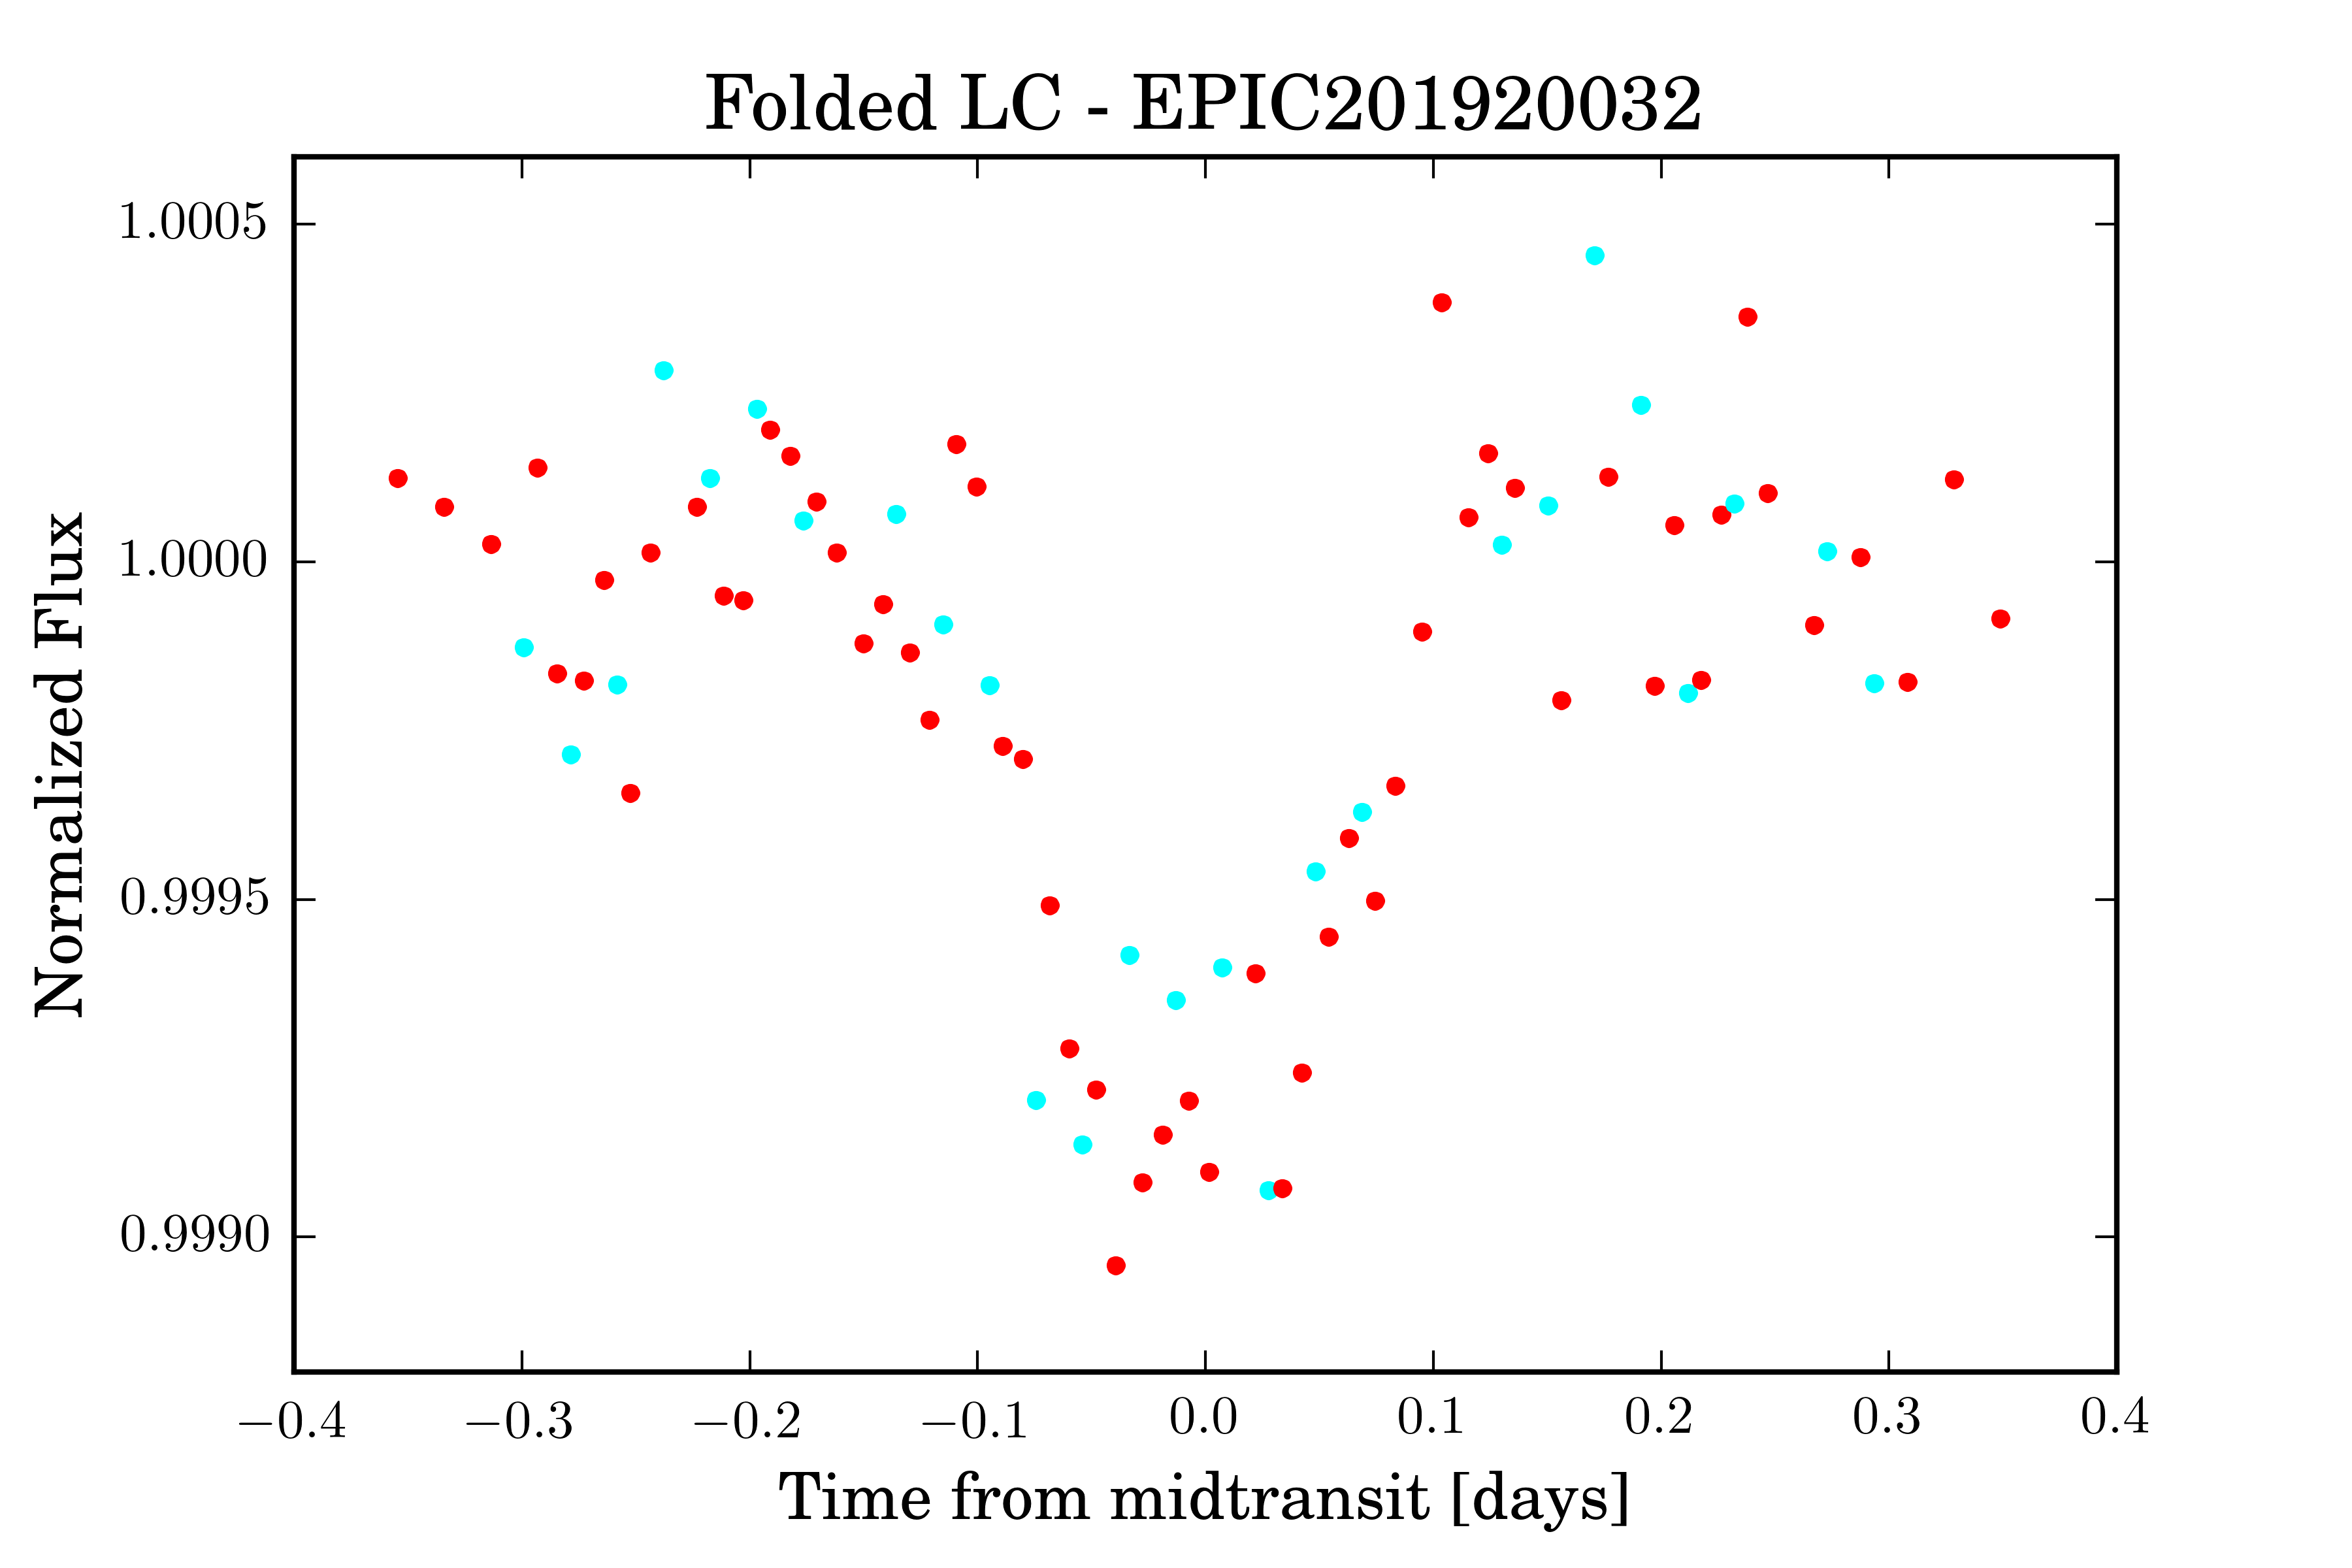 Folded LC - EPIC201920032
1.0005
1.0000
0.9995
0.9990
Normalized Flux
−0.4 −0.3 −0.2 −0.1 0.0 0.1 0.2 0.3 0.4
Time from midtransit [days]